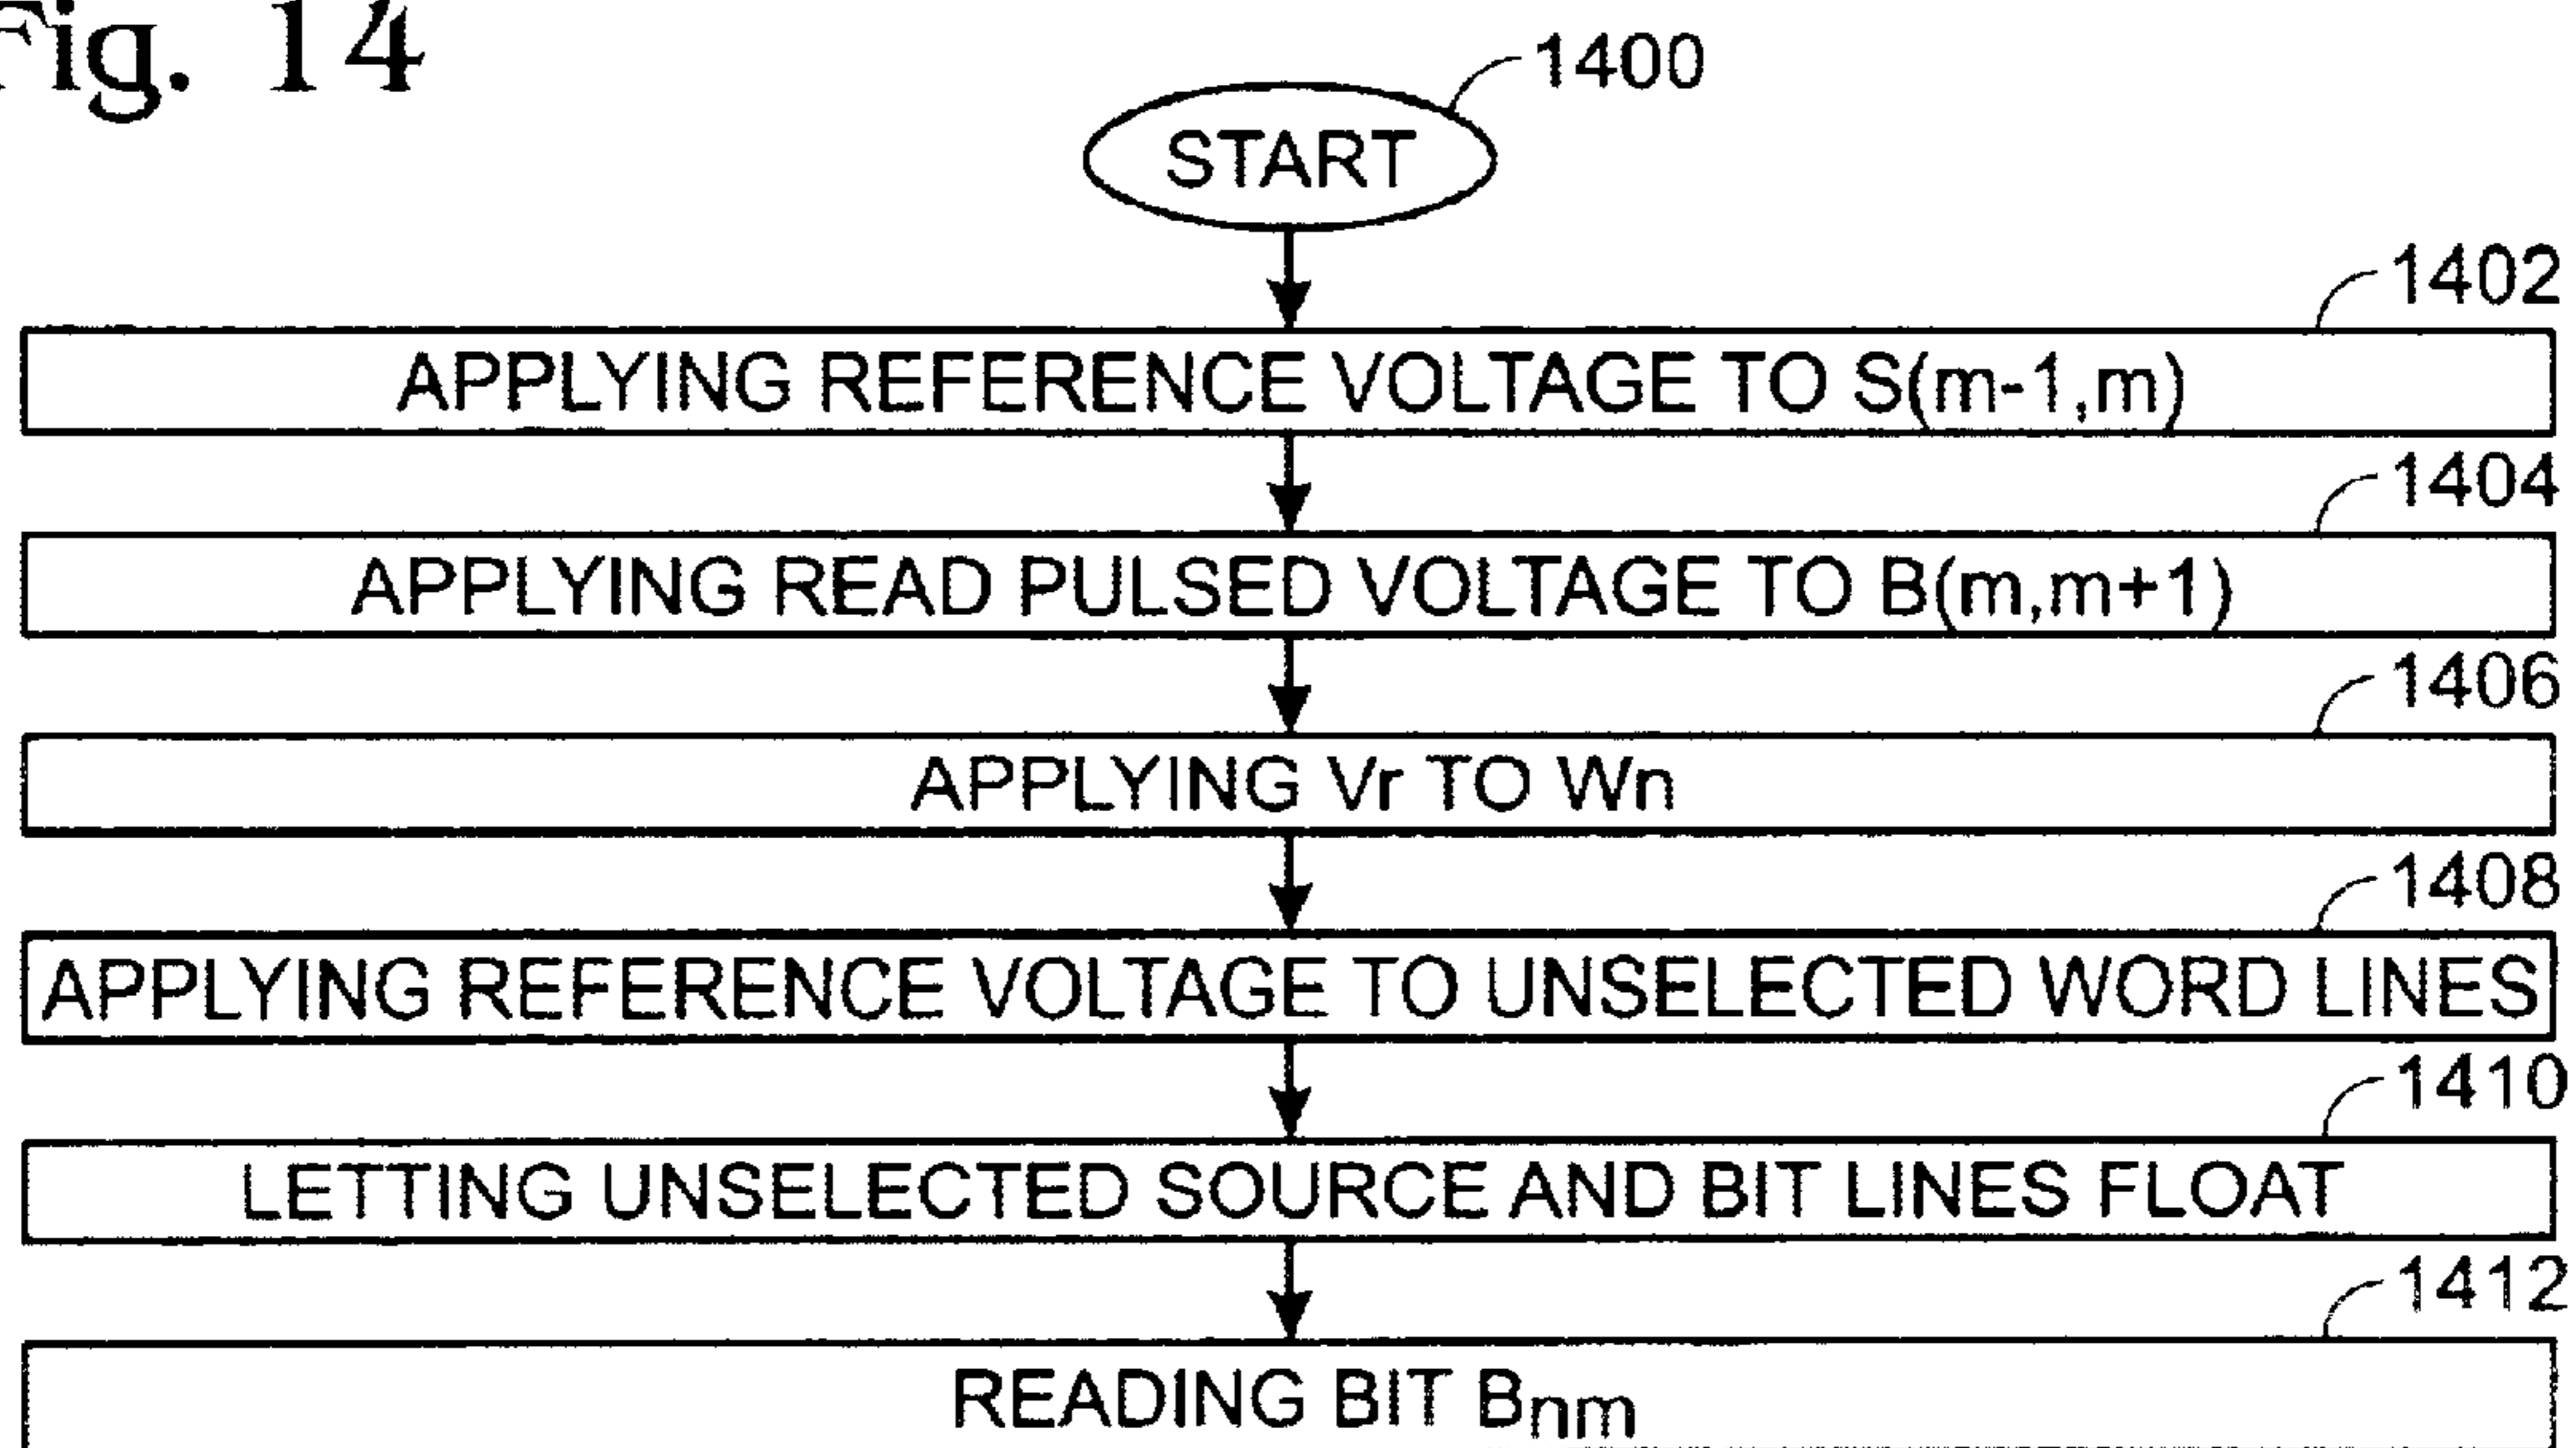 Fig. 14
1400
START
1402
APPLYING REFERENCE VOLTAGE TO S(m-1,m)
1404
APPLYING READ PULSED VOLTAGE TO B(m,m+1)
1406
APPLYING Vr TO Wn
1408
APPLYING REFERENCE VOLTAGE TO UNSELECTED WORD LINES
1410
LETTING UNSELECTED SOURCE AND BIT LINES FLOAT
1412
READING BIT Bnm